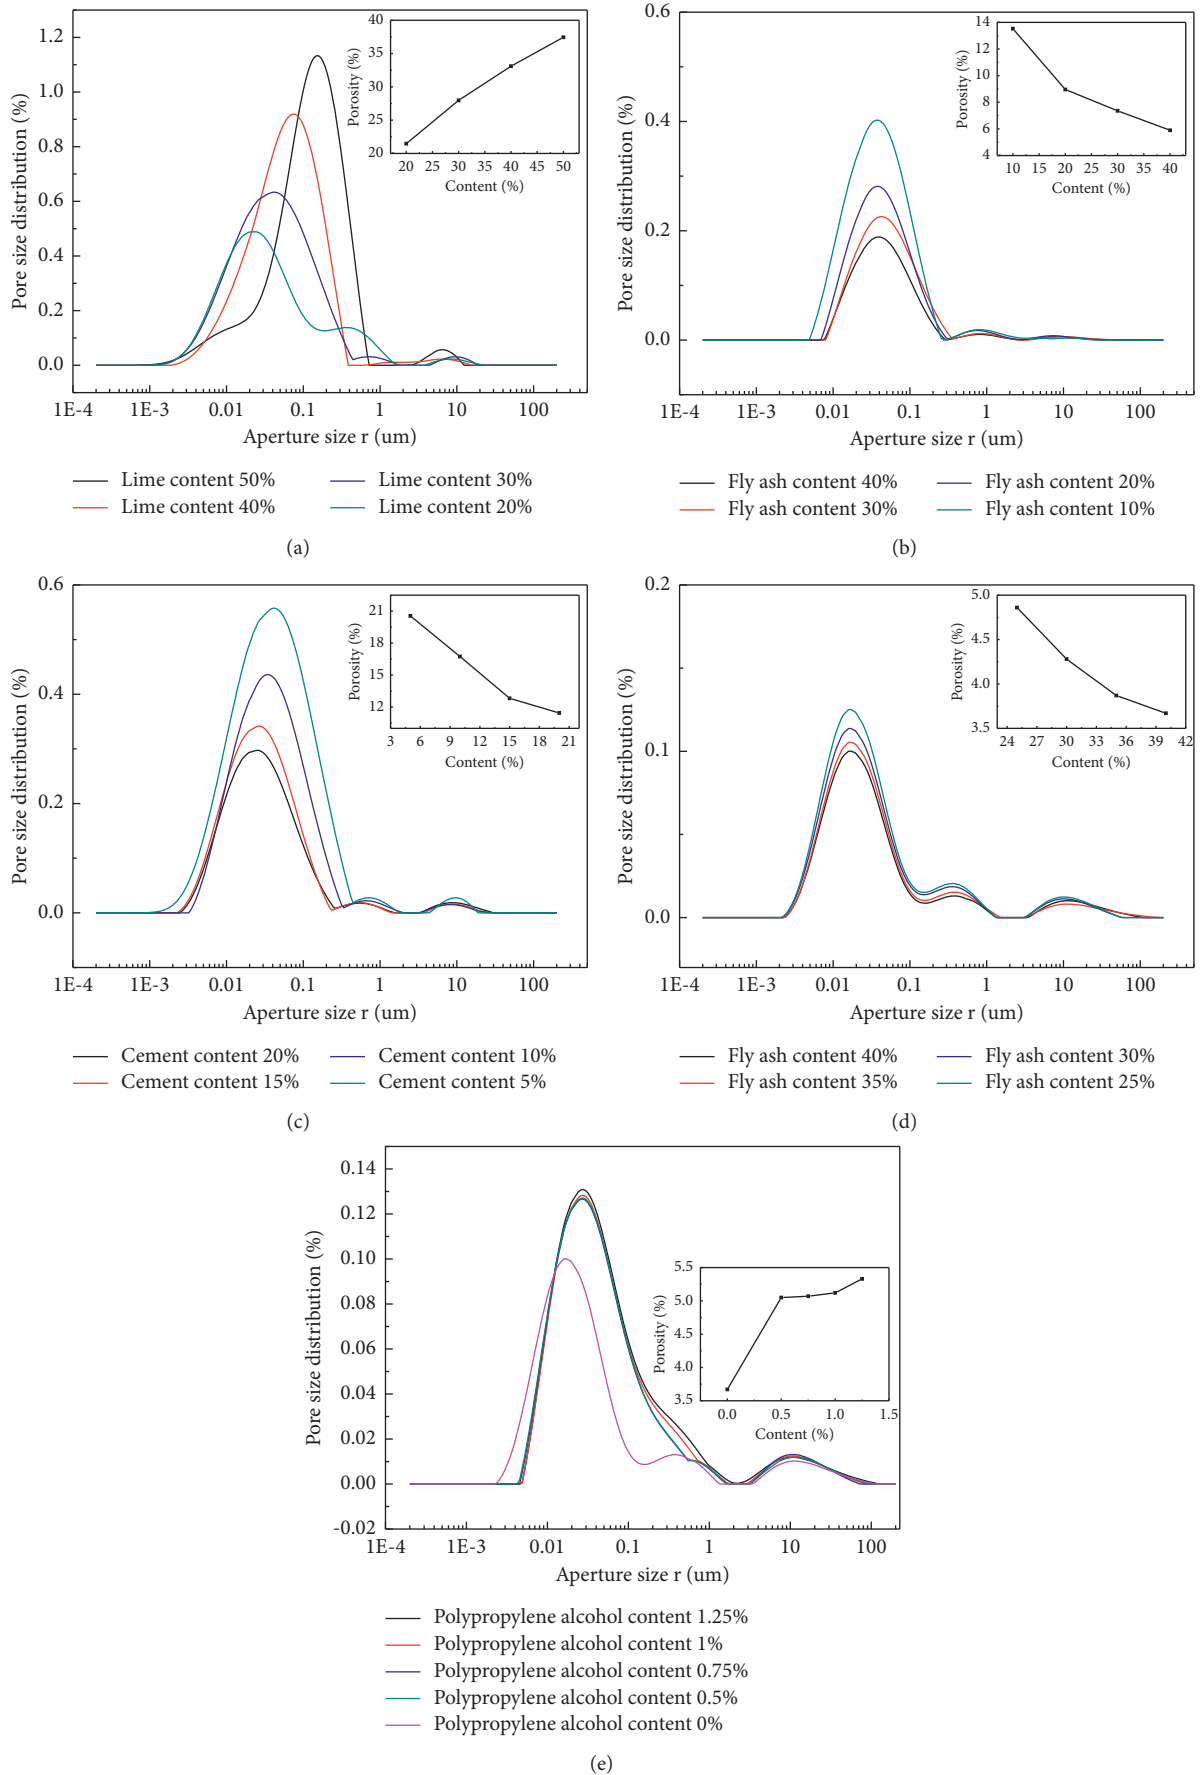 Pore size distribution (%)
1.2
1.0
0.8
0.6
0.4
0.2
0.0
1E-4 1E-3 0.01 0.1 1 10 100
Aperture size r (um)
Porosity (%)
40
35
30
25
20
20 25 30 35 40 45 50
Content (%)
Lime content 50%
Lime content 40%
Lime content 30%
Lime content 20%
(a)
Pore size distribution (%)
0.6
0.4
0.2
0.0
1E-4 1E-3 0.01 0.1 1 10 100
Aperture size r (um)
Porosity (%)
14
12
10
8
6
4
10 15 20 25 30 35 40
Content (%)
Fly ash content 40%
Fly ash content 30%
Fly ash content 20%
Fly ash content 10%
(b)
Pore size distribution (%)
0.6
0.4
0.2
0.0
1E-4 1E-3 0.01 0.1 1 10 100
Aperture size r (um)
Porosity (%)
21
18
15
12
3 6 9 12 15 18 21
Content (%)
Cement content 20%
Cement content 15%
Cement content 10%
Cement content 5%
(c)
Pore size distribution (%)
0.2
0.1
0.0
1E-4 1E-3 0.01 0.1 1 10 100
Aperture size r (um)
Porosity (%)
5.0
4.5
4.0
3.5
24 27 30 33 36 39 42
Content (%)
Fly ash content 40%
Fly ash content 35%
Fly ash content 30%
Fly ash content 25%
(d)
Pore size distribution (%)
0.14
0.12
0.10
0.08
0.06
0.04
0.02
0.00
-0.02
1E-4 1E-3 0.01 0.1 1 10 100
Aperture size r (um)
Porosity (%)
5.5
5.0
4.5
4.0
3.5
0.0 0.5 1.0 1.5
Content (%)
Polypropylene alcohol content 1.25%
Polypropylene alcohol content 1%
Polypropylene alcohol content 0.75%
Polypropylene alcohol content 0.5%
Polypropylene alcohol content 0%
(e)